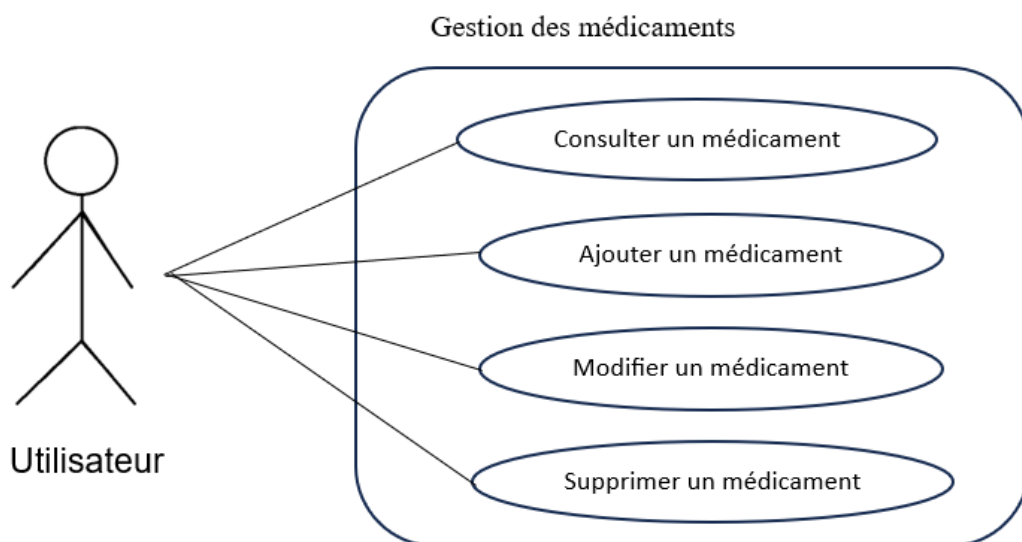 Gestion des médicaments
Consulter un médicament
Ajouter un médicament
Modifier un médicament
Supprimer un médicament
Utilisateur